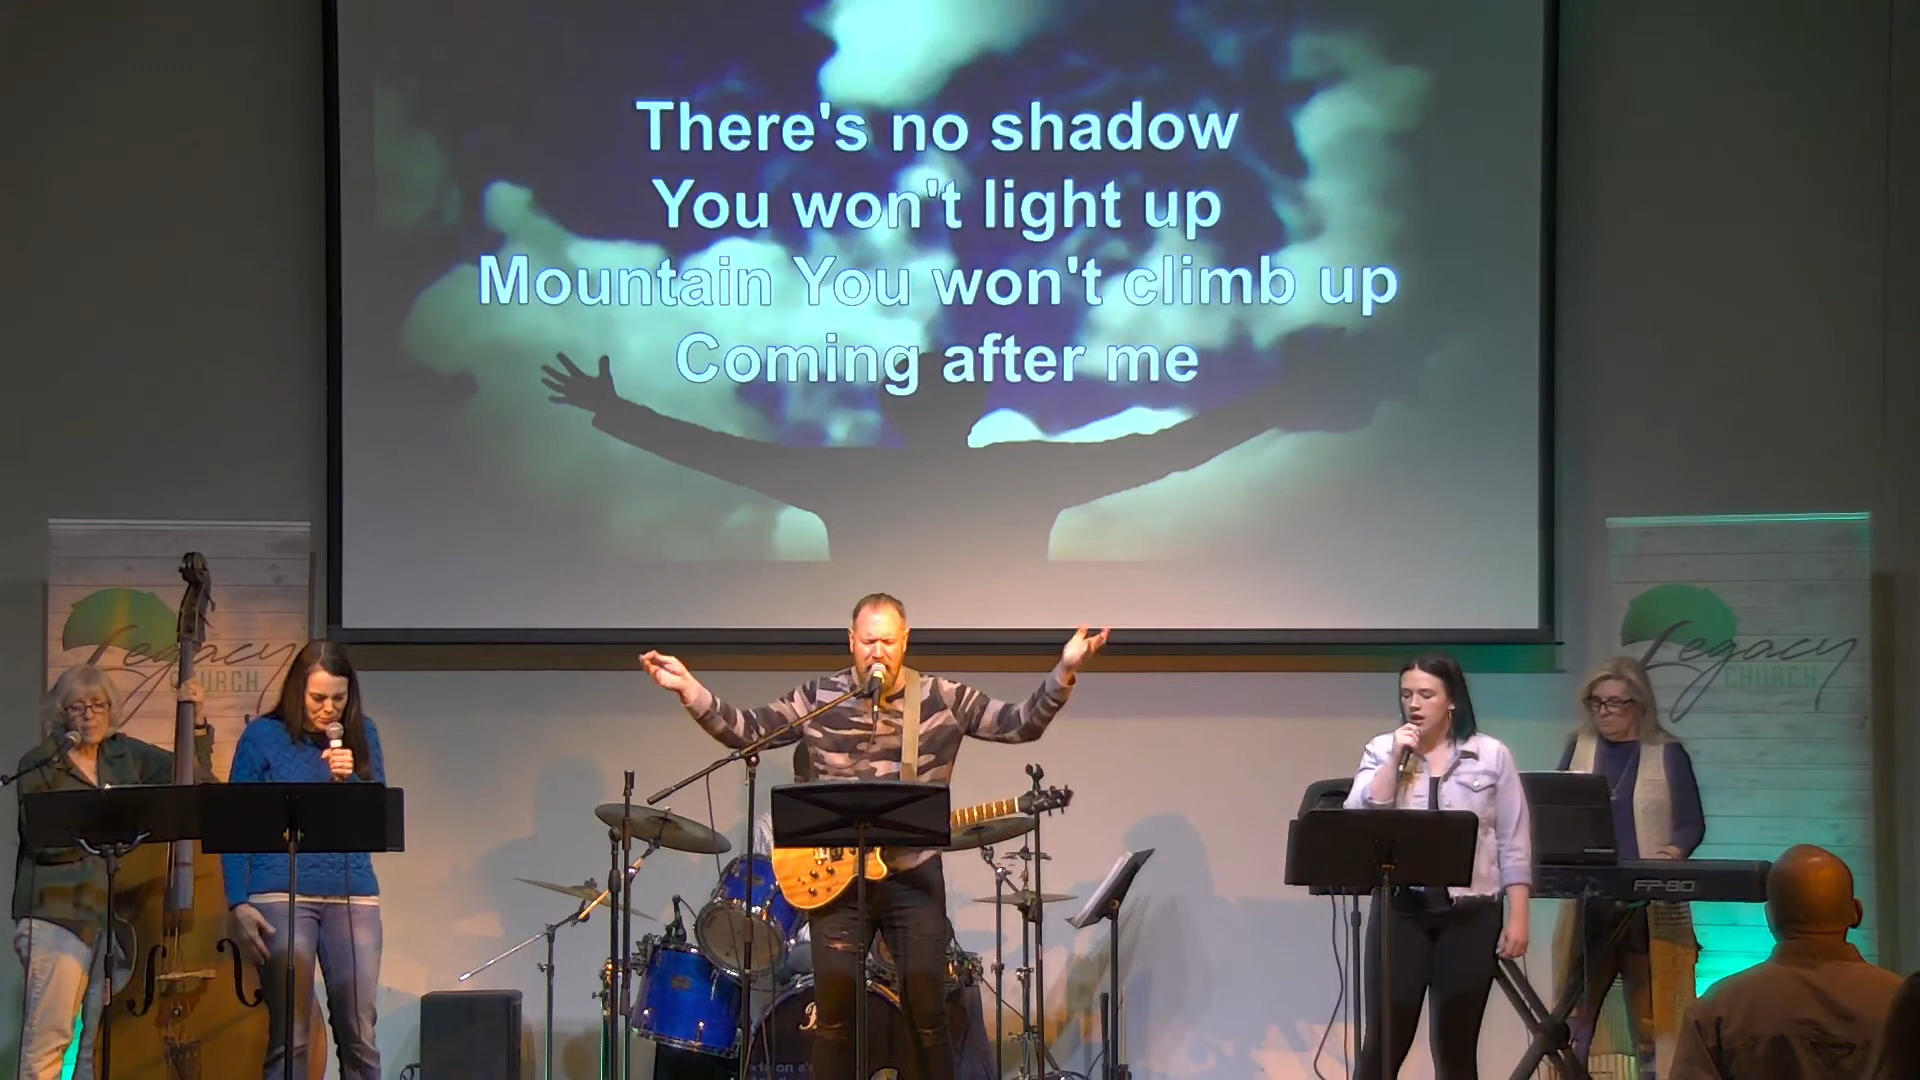 There's no shadow
You won't light up
Mountain You won't climb up
Coming after me
Legacy
CHURCH
Legacy
CHURCH
FP-80